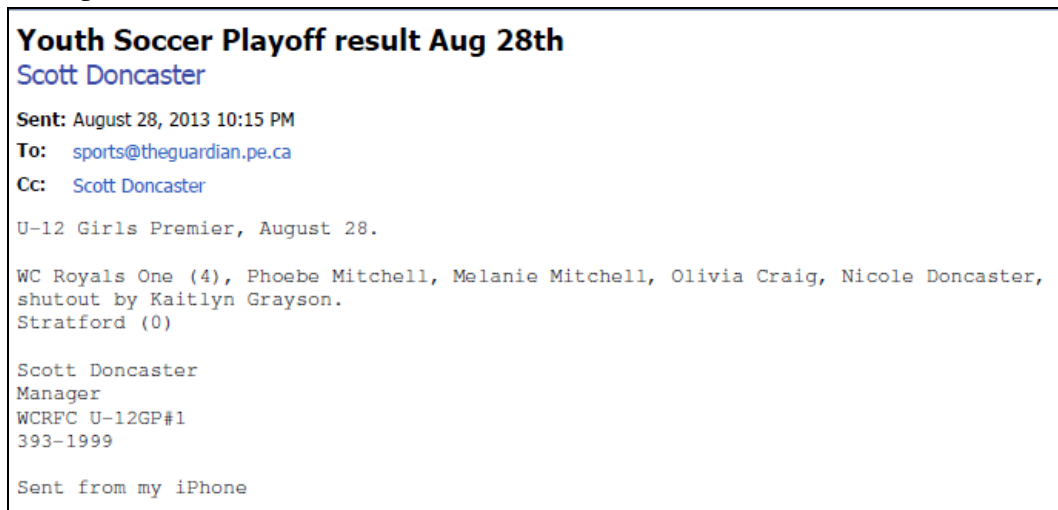 Youth Soccer Playoff result Aug 28th
Scott Doncaster
Sent: August 28, 2013 10:15 PM
To: sports@theguardian.pe.ca
Cc: Scott Doncaster
U-12 Girls Premier, August 28.
WC Royals One (4), Phoebe Mitchell, Melanie Mitchell, Olivia Craig, Nicole Doncaster,
shutout by Kaitlyn Grayson.
Stratford (0)
Scott Doncaster
Manager
WCRFC U-12GP#1
393-1999
Sent from my iPhone